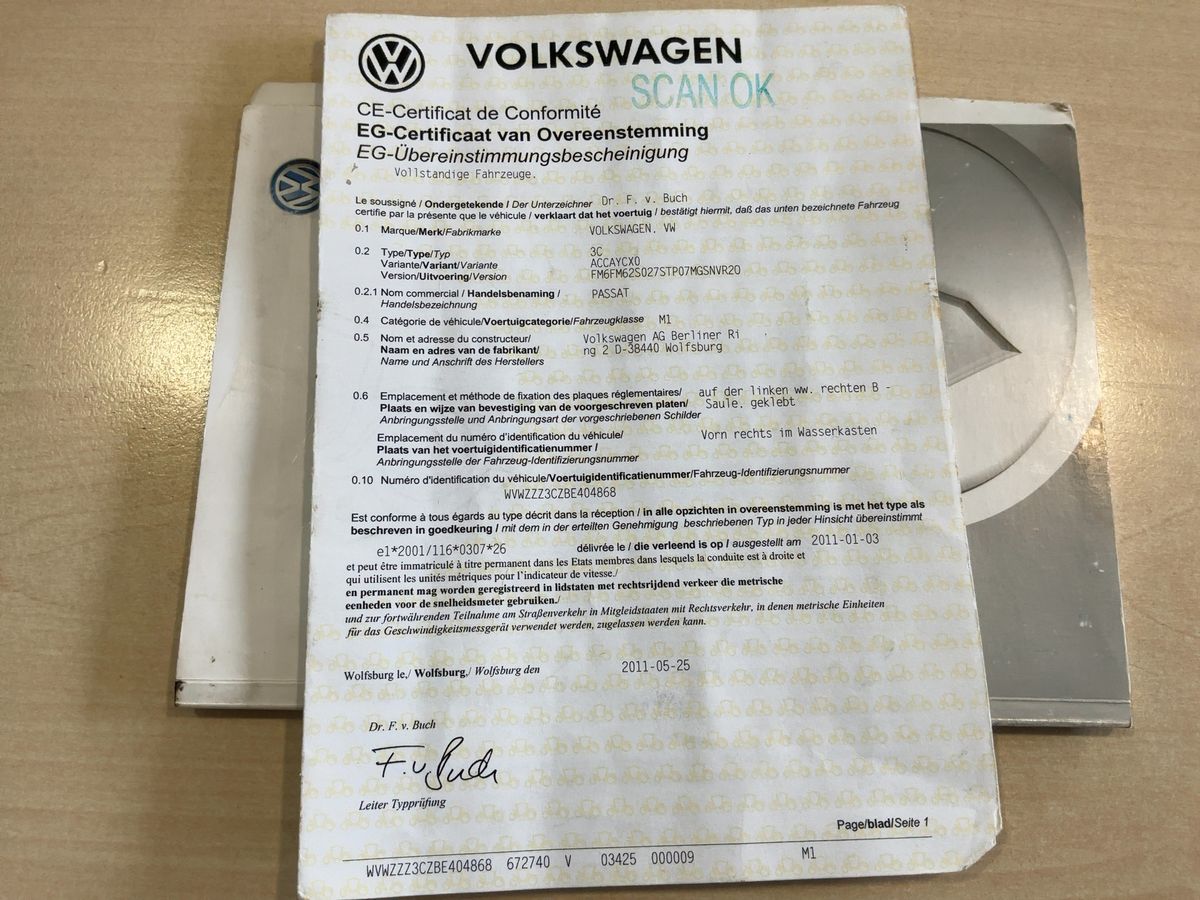 VOLKSWAGEN
SCAN OK
CE-Certificat de Conformité
EG-Certificaat van Overeenstemming
EG-Übereinstimmungsbescheinigung
Vollstandige Fahrzeuge.
Le soussigné / Ondergetekende / Der Unterzeichner Dr. F. v. Buch
certifie par la présente que le véhicule / verklaart dat het voertuig / bestätigt hiermit, daß das unten bezeichnete Fahrzeug
0.1 Marque/Merk/Fabrikmarke VOLKSWAGEN. VW
0.2 Type/Type/Typ 3C
Variante/Variant/Variante ACCAYCX0
Version/Uitvoering/Version FM6FM62S027STP07MGSNVR20
0.2.1 Nom commercial / Handelsbenaming / PASSAT
Handelsbezeichnung
0.4 Catégorie de véhicule/Voertuigcategorie/Fahrzeugklasse M1
0.5 Nom et adresse du constructeur/ Volkswagen AG Berliner Ri
Naam en adres van de fabrikant/ ng 2 D-38440 Wolfsburg
Name und Anschrift des Herstellers
0.6 Emplacement et méthode de fixation des plaques réglementaires/ auf der linken ww. rechten B -
Plaats en wijze van bevestiging van de voorgeschreven platen/ Saule. geklebt
Anbringungsstelle und Anbringungsart der vorgeschriebenen Schilder
Emplacement du numéro d'identification du véhicule/ Vorn rechts im Wasserkasten
Plaats van het voertuigidentificatienummer /
Anbringungsstelle der Fahrzeug-Identifizierungsnummer
0.10 Numéro d'identification du véhicule/Voertuigidentificatienummer/Fahrzeug-Identifizierungsnummer
WVWZZZ3CZBE404868
Est conforme à tous égards au type décrit dans la réception / in alle opzichten in overeenstemming is met het type als
beschreven in goedkeuring / mit dem in der erteilten Genehmigung beschriebenen Typ in jeder Hinsicht übereinstimmt
e1*2001/116*0307*26 délivrée le / die verleend is op / ausgestellt am 2011-01-03
et peut être immatriculé à titre permanent dans les Etats membres dans lesquels la conduite est à droite et
qui utilisent les unités métriques pour l'indicateur de vitesse./
en permanent mag worden geregistreerd in lidstaten met rechtsrijdend verkeer die metrische
eenheden voor de snelheidsmeter gebruiken./
und zur fortwährenden Teilnahme am Straßenverkehr in Mitgleidstaaten mit Rechtsverkehr, in denen metrische Einheiten
für das Geschwindigkeitsmessgerät verwendet werden, zugelassen werden kann.
Wolfsburg le./ Wolfsburg,/ Wolfsburg den 2011-05-25
Dr. F. v. Buch
F. v. Buch
Leiter Typprüfung
Page/blad/Seite 1
WVWZZZ3CZBE404868 672740 V 03425 000009 M1